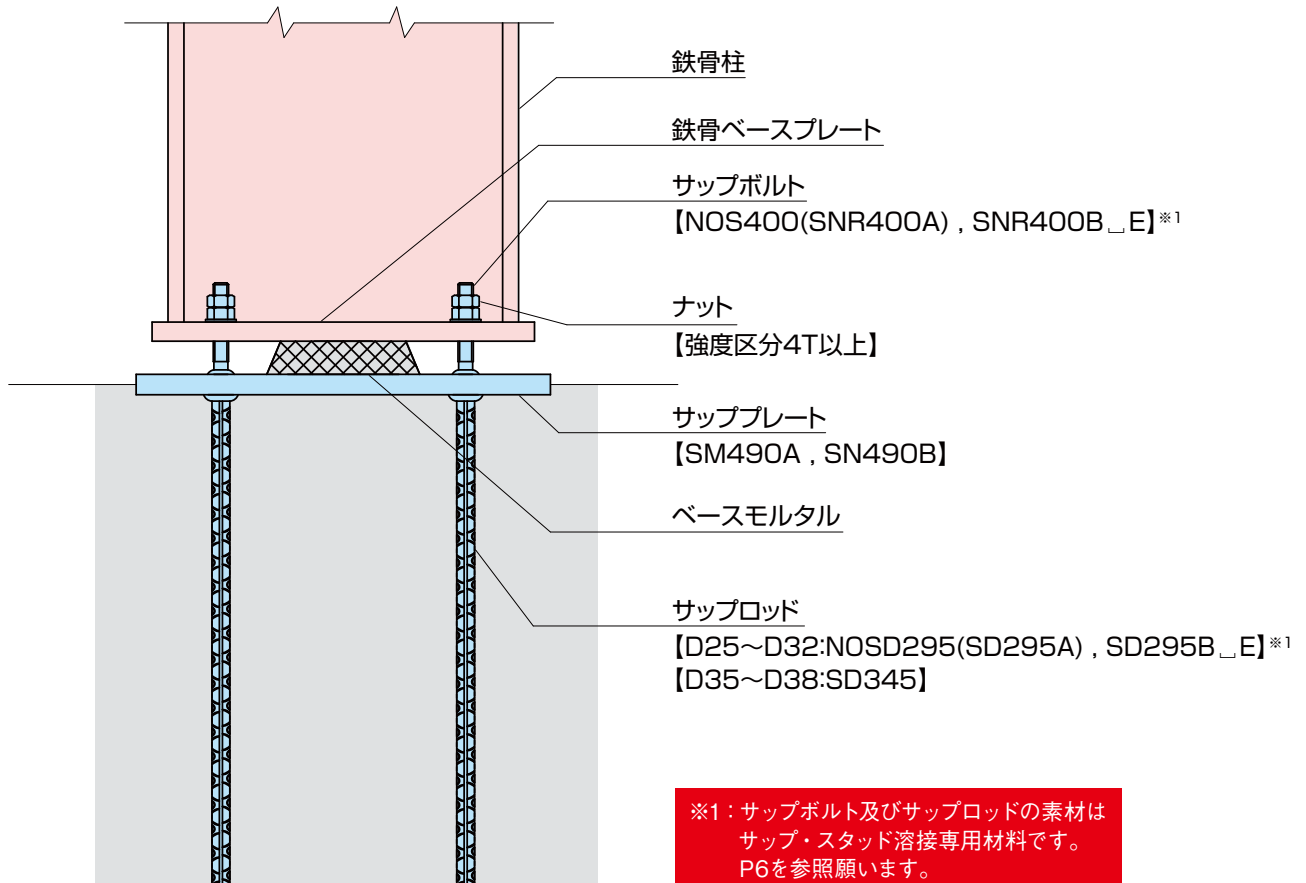 鉄骨柱
鉄骨ベースプレート
サップボルト
【NOS400(SNR400A) , SNR400B␣E】※1
ナット
【強度区分4T以上】
サッププレート
【SM490A , SN490B】
ベースモルタル
サップロッド
【D25〜D32:NOSD295(SD295A) , SD295B␣E】※1
【D35〜D38:SD345】
※1：サップボルト及びサップロッドの素材は
サップ・スタッド溶接専用材料です。
P6を参照願います。